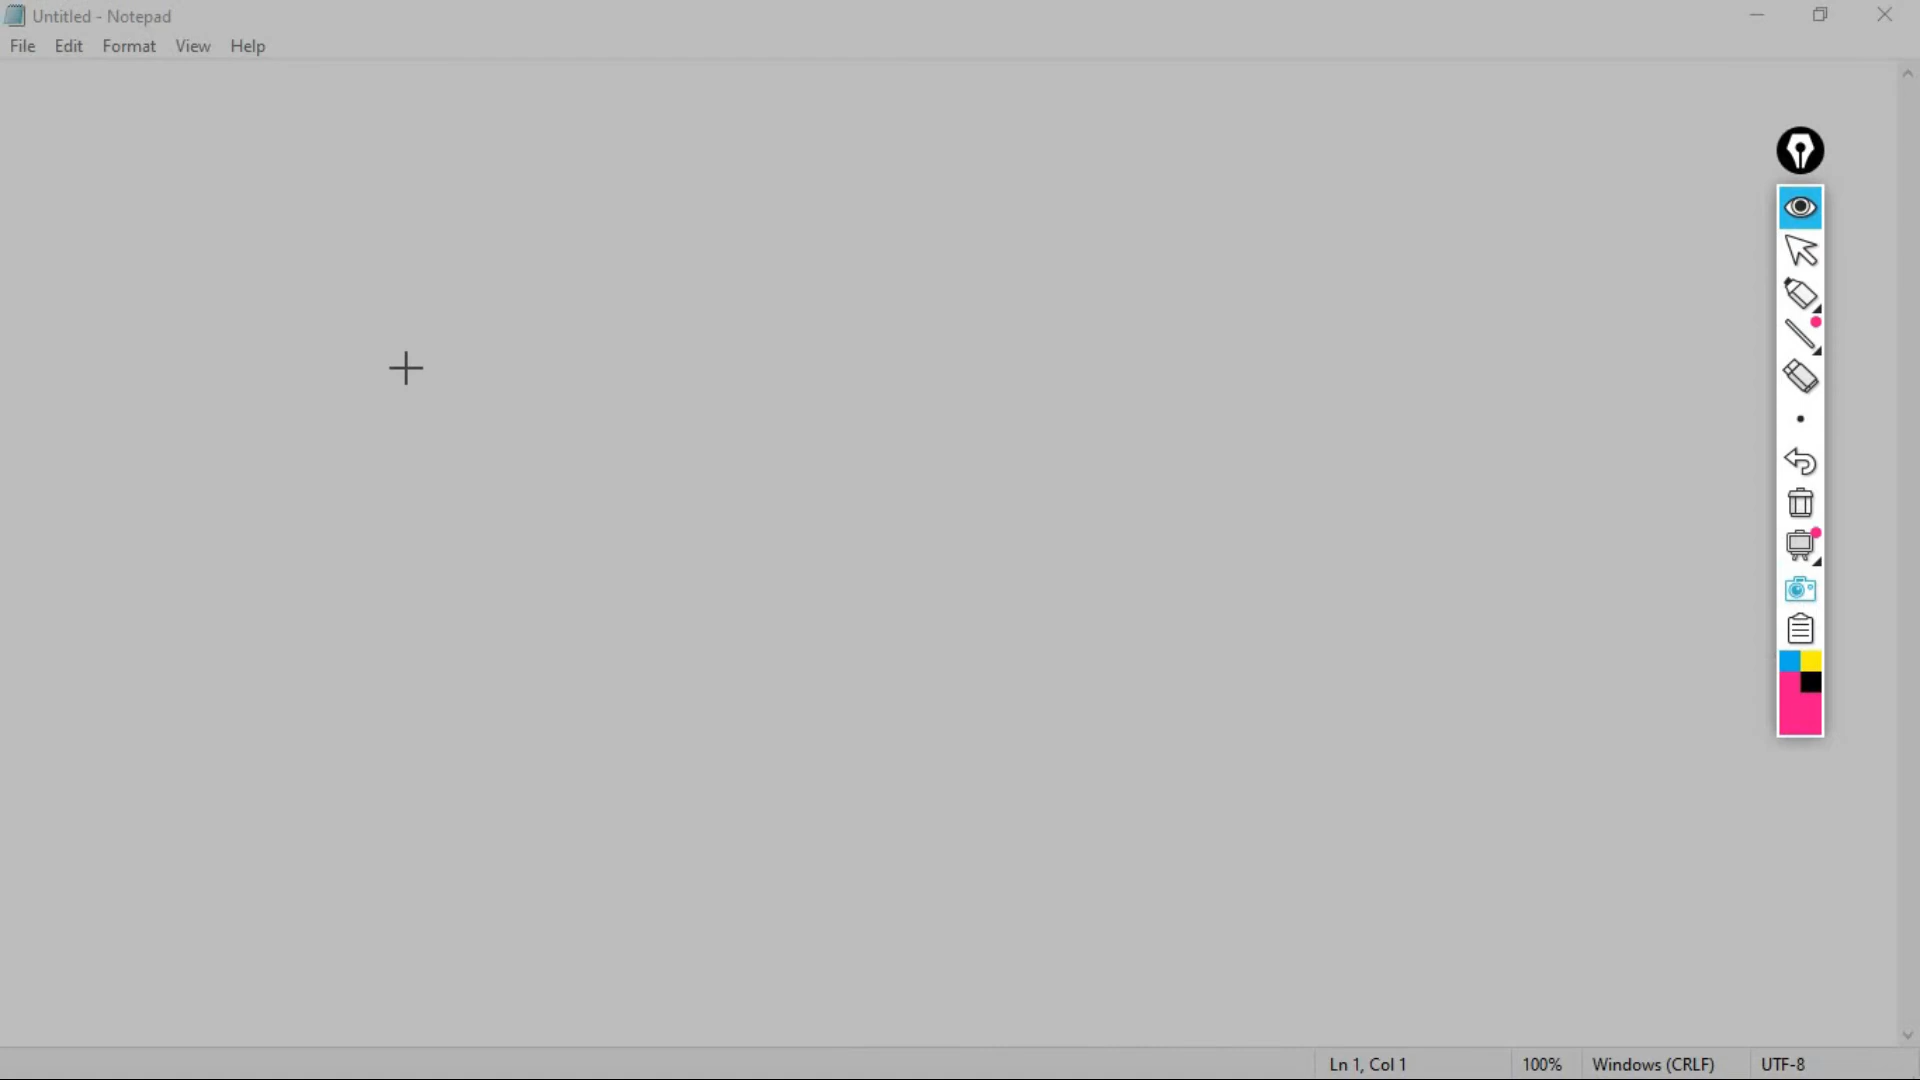 Untitled - Notepad
File Edit Format View Help
Ln 1, Col 1 100% Windows (CRLF) UTF-8